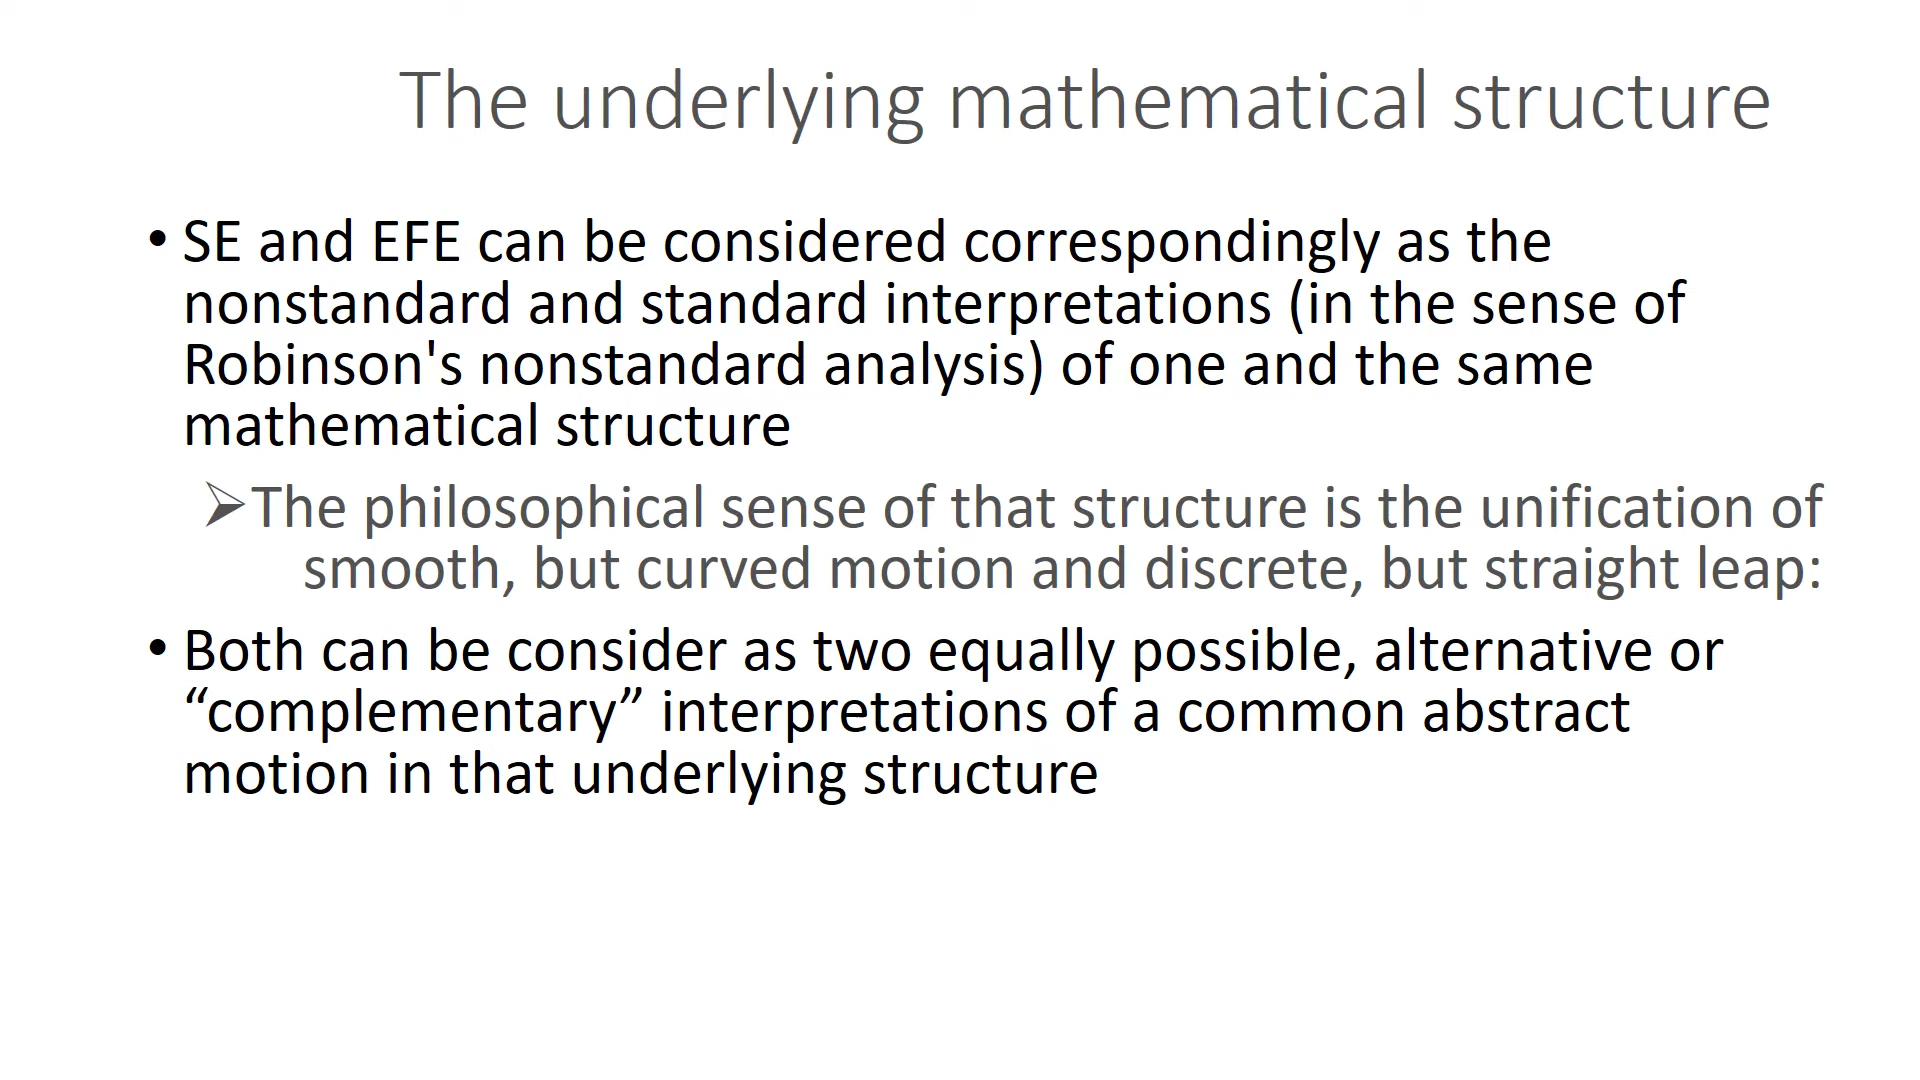 The underlying mathematical structure
• SE and EFE can be considered correspondingly as the
nonstandard and standard interpretations (in the sense of
Robinson's nonstandard analysis) of one and the same
mathematical structure
➢The philosophical sense of that structure is the unification of
smooth, but curved motion and discrete, but straight leap:
• Both can be consider as two equally possible, alternative or
“complementary” interpretations of a common abstract
motion in that underlying structure